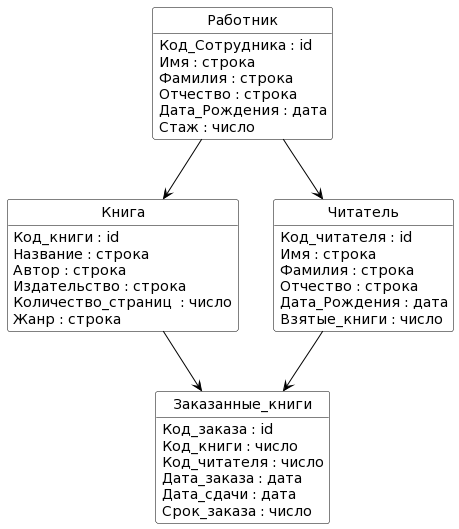 Работник
Код_Сотрудника : id
Имя : строка
Фамилия : строка
Отчество : строка
Дата_Рождения : дата
Стаж : число
Книга
Код_книги : id
Название : строка
Автор : строка
Издательство : строка
Количество_страниц  : число
Жанр : строка
Читатель
Код_читателя : id
Имя : строка
Фамилия : строка
Отчество : строка
Дата_Рождения : дата
Взятые_книги : число
Заказанные_книги
Код_заказа : id
Код_книги : число
Код_читателя : число
Дата_заказа : дата
Дата_сдачи : дата
Срок_заказа : число